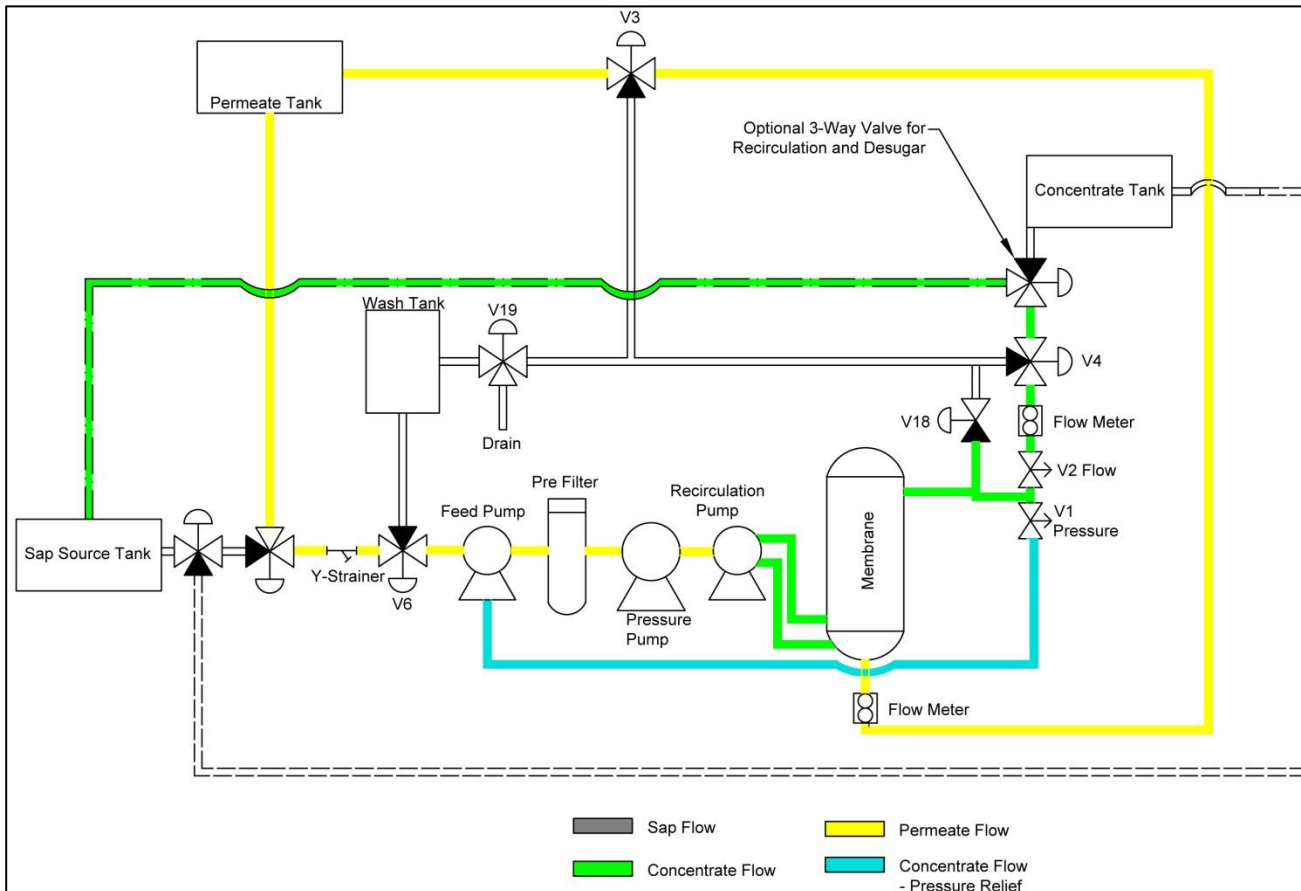 V3
Permeate Tank
Optional 3-Way Valve for
Recirculation and Desugar
Concentrate Tank
Wash Tank
V19
V4
Drain
V18
Flow Meter
V2 Flow
Pre Filter
Feed Pump
Recirculation
Pump
V1
Pressure
Sap Source Tank
Membrane
Y-Strainer
V6
Pressure
Pump
Flow Meter
Sap Flow
Permeate Flow
Concentrate Flow
Concentrate Flow
- Pressure Relief